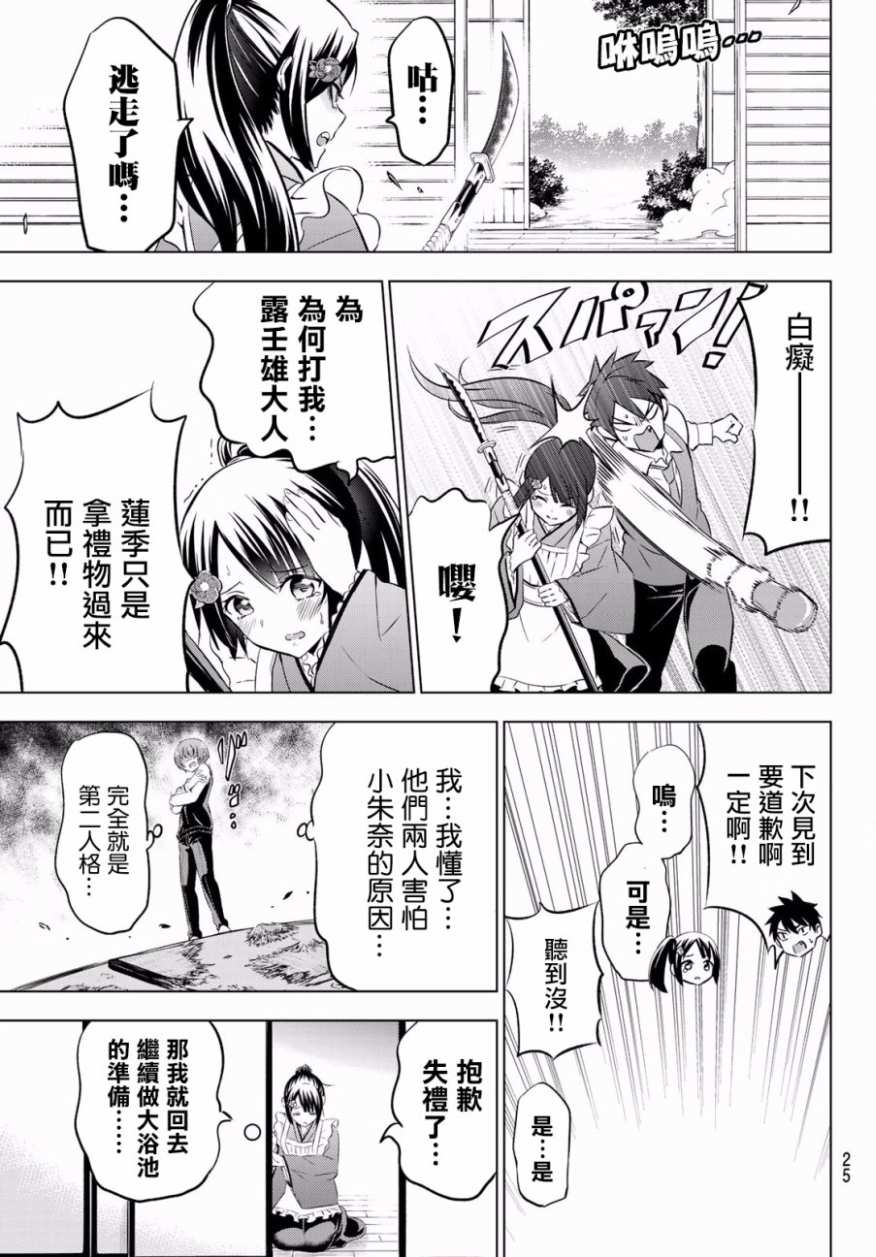 咻嗚嗚…
咕…
逃走了嗎…
白癡——!!
スパァン!
嚶！
為
為何打我…
露壬雄大人
蓮季只是
拿禮物過來
而已!!
下次見到
要道歉啊
一定啊!!
嗚…
可是…
聽到沒!!
是…是
我…我懂了…
他們兩人害怕
小朱奈的原因…
完全就是
第二人格…
抱歉
失禮了…
那我就回去
繼續做大浴池
的準備……
25